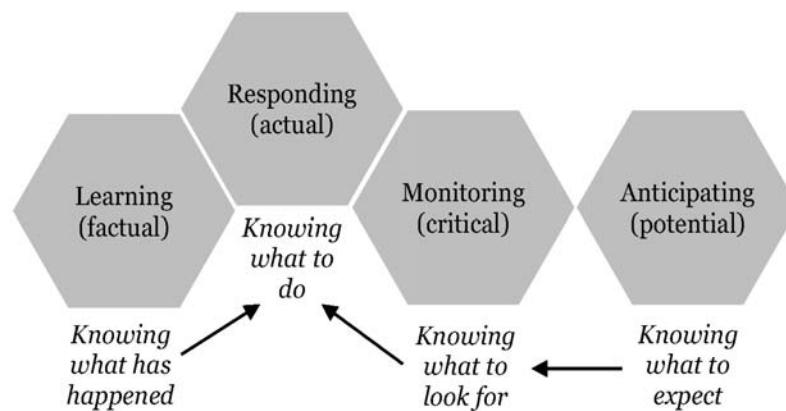 Responding
(actual)
Learning
(factual)
Monitoring
(critical)
Anticipating
(potential)
Knowing
what to
do
Knowing
what has
happened
Knowing
what to
look for
Knowing
what to
expect